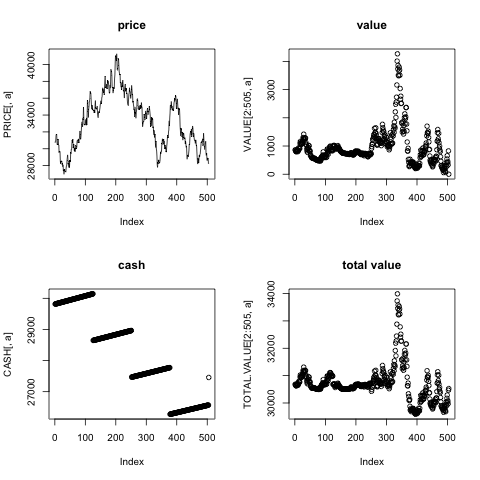 price
PRICE[, a]
40000
34000
28000
0 100 200 300 400 500
Index
value
VALUE[2:505, a]
3000
1000
0
0 100 200 300 400 500
Index
cash
CASH[, a]
29000
27000
0 100 200 300 400 500
Index
total value
TOTAL.VALUE[2:505, a]
34000
32000
30000
0 100 200 300 400 500
Index